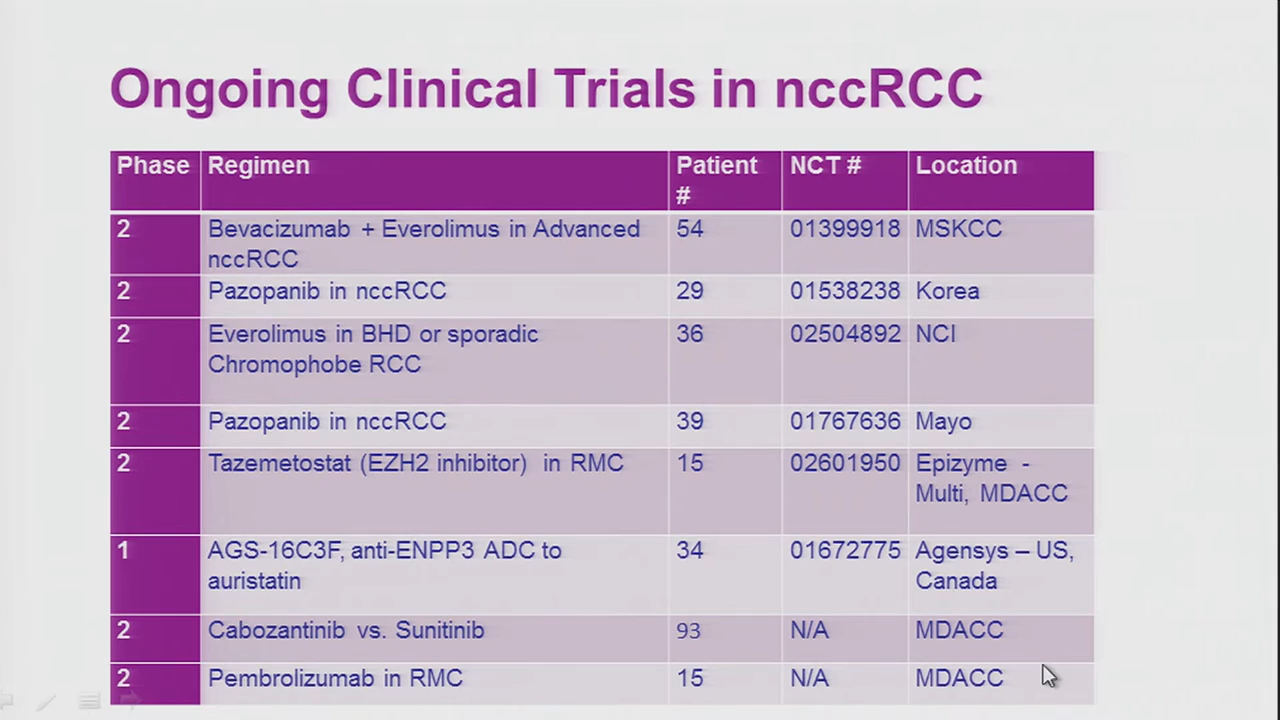 Ongoing Clinical Trials in nccRCC
Phase Regimen Patient # NCT # Location
2 Bevacizumab + Everolimus in Advanced nccRCC 54 01399918 MSKCC
2 Pazopanib in nccRCC 29 01538238 Korea
2 Everolimus in BHD or sporadic Chromophobe RCC 36 02504892 NCI
2 Pazopanib in nccRCC 39 01767636 Mayo
2 Tazemetostat (EZH2 inhibitor) in RMC 15 02601950 Epizyme - Multi, MDACC
1 AGS-16C3F, anti-ENPP3 ADC to auristatin 34 01672775 Agensys – US, Canada
2 Cabozantinib vs. Sunitinib 93 N/A MDACC
2 Pembrolizumab in RMC 15 N/A MDACC